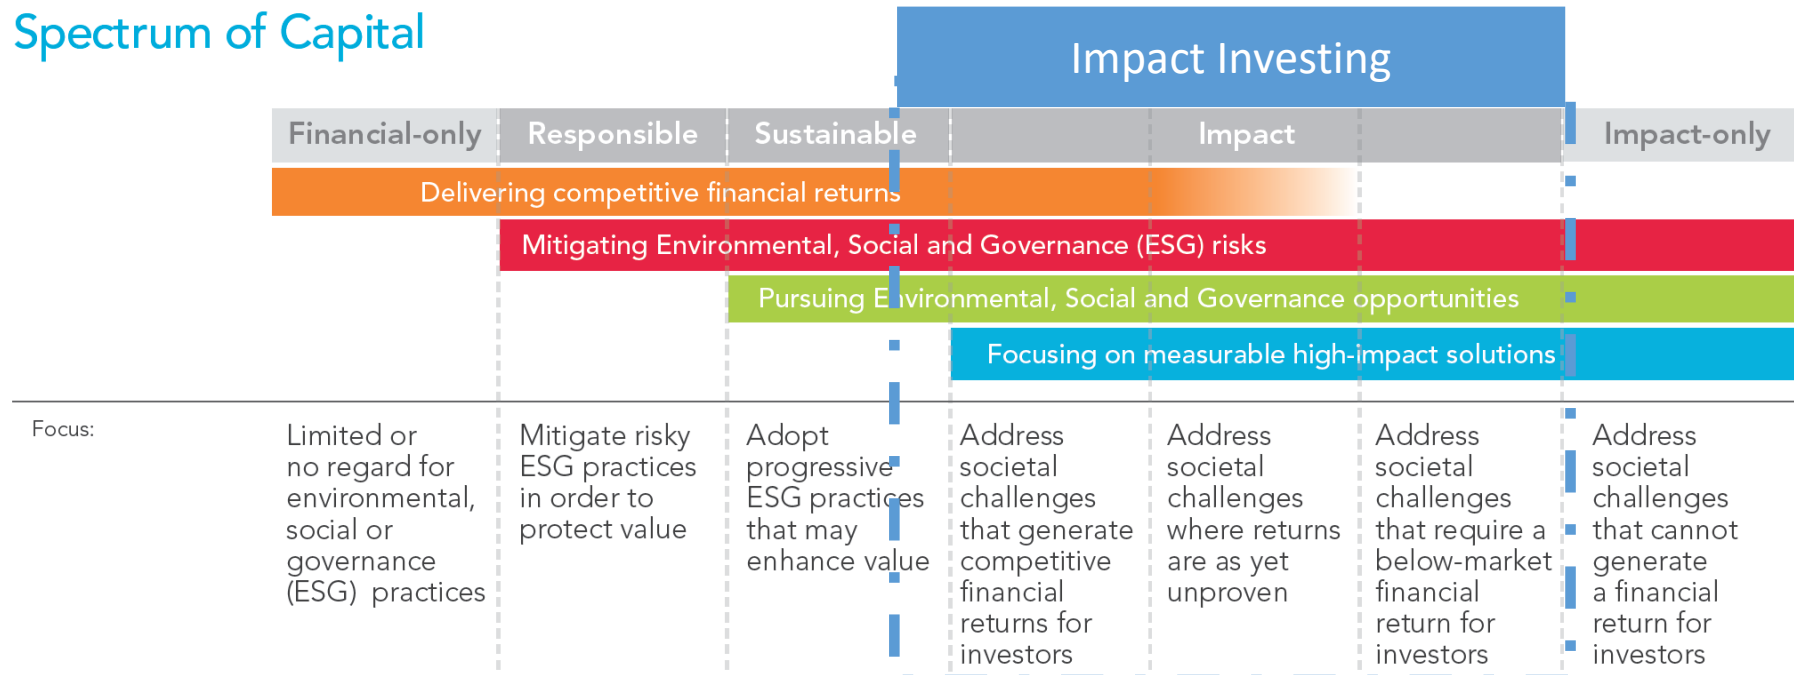 Spectrum of Capital
Impact Investing
Financial-only
Responsible
Sustainable
Impact
Impact-only
Delivering competitive financial returns
Mitigating Environmental, Social and Governance (ESG) risks
Pursuing Environmental, Social and Governance opportunities
Focusing on measurable high-impact solutions
Focus:
Limited or
no regard for
environmental,
social or
governance
(ESG) practices
Mitigate risky
ESG practices
in order to
protect value
Adopt
progressive
ESG practices
that may
enhance value
Address
societal
challenges
that generate
competitive
financial
returns for
investors
Address
societal
challenges
where returns
are as yet
unproven
Address
societal
challenges
that require a
below-market
financial
return for
investors
Address
societal
challenges
that cannot
generate
a financial
return for
investors